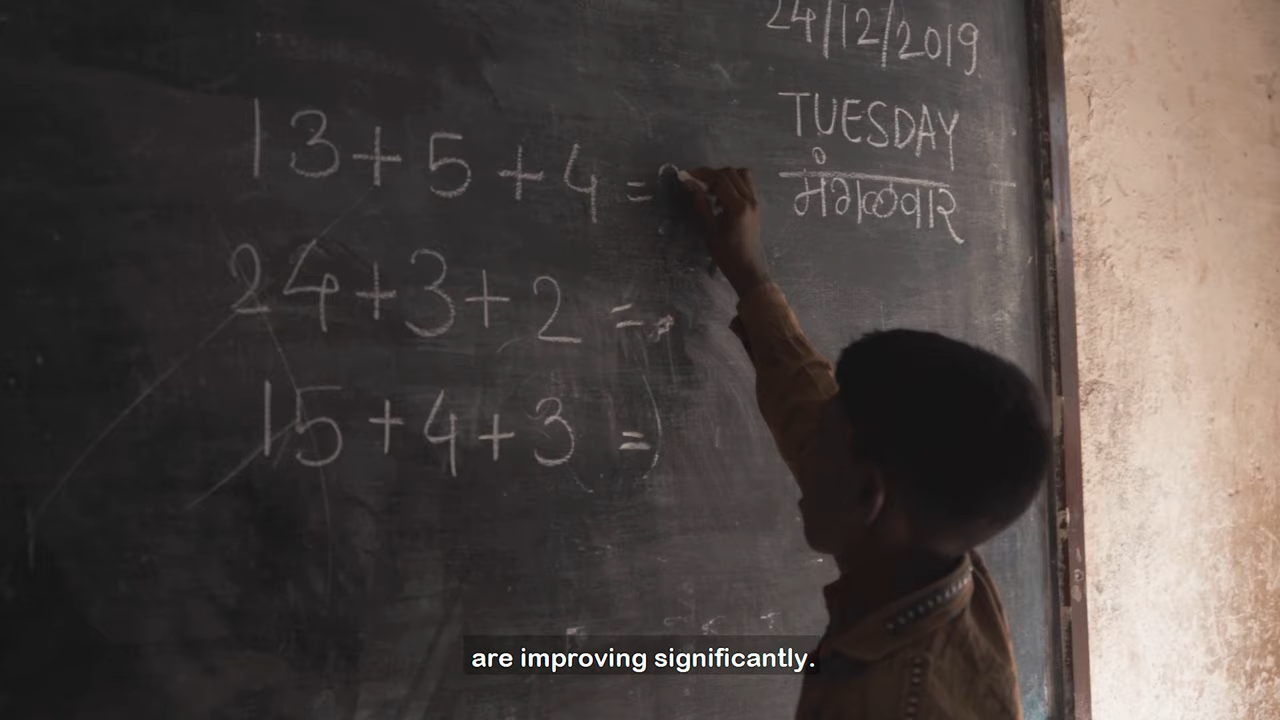 24/12/2019
TUESDAY
मंगळवार
13+5+4=
24+3+2=
15+4+3=
are improving significantly.